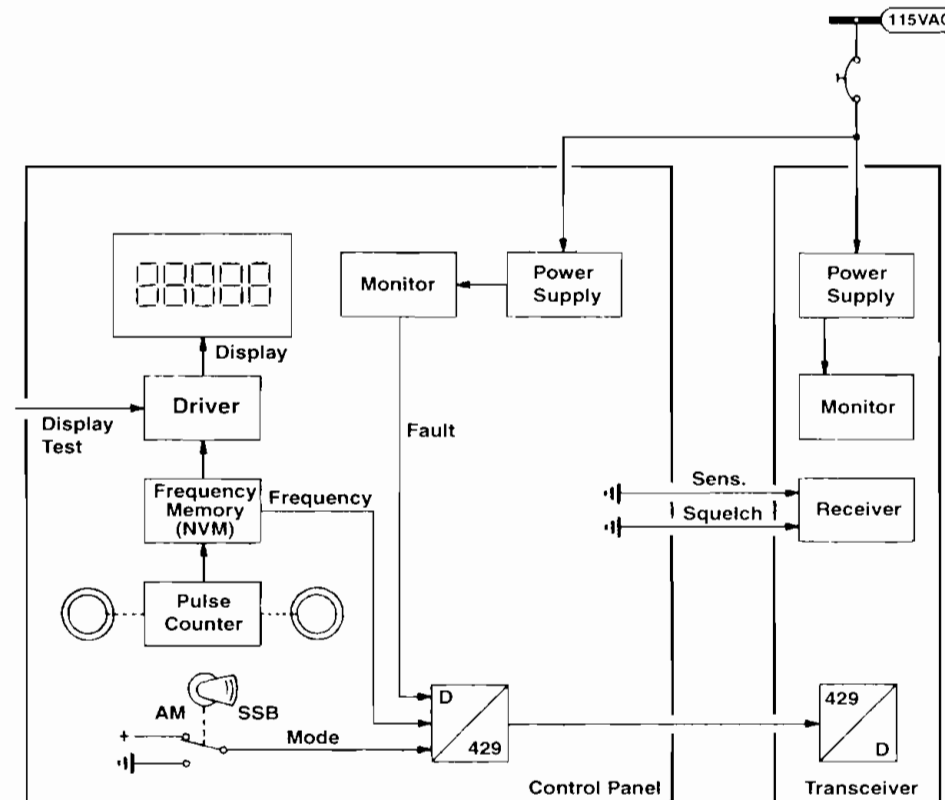 115VAC
Monitor
Power
Supply
Power
Supply
Display
Driver
Display
Test
Monitor
Fault
Frequency
Memory
(NVM)
Frequency
Sens.
Squelch
Receiver
Pulse
Counter
AM
SSB
+
Mode
D
429
429
D
Control Panel
Transceiver